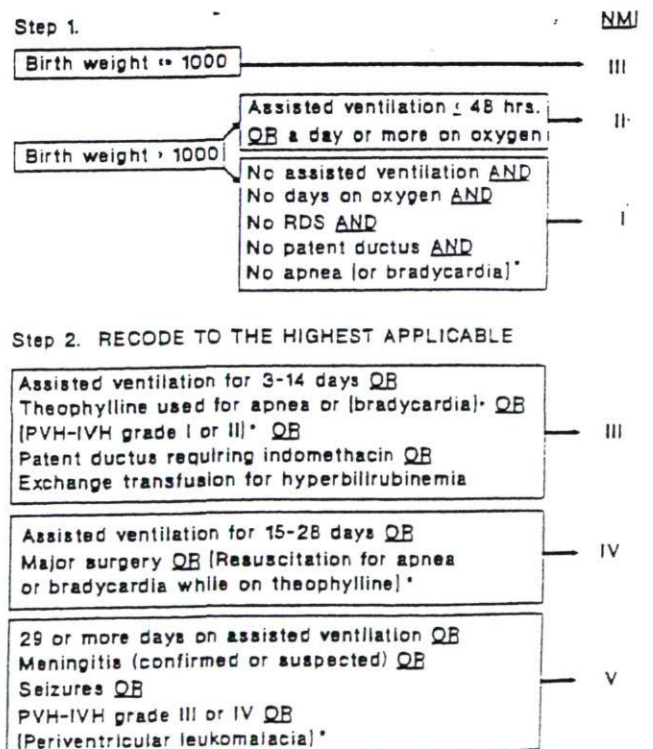 Step 1. NMI
Birth weight <= 1000 III
Assisted ventilation ≤ 48 hrs.
OR a day or more on oxygen II
Birth weight > 1000
No assisted ventilation AND
No days on oxygen AND
No RDS AND
No patent ductus AND I
No apnea [or bradycardia]*
Step 2. RECODE TO THE HIGHEST APPLICABLE
Assisted ventilation for 3-14 days OR
Theophylline used for apnea or [bradycardia]* OR
[PVH-IVH grade I or II]* OR III
Patent ductus requiring indomethacin OR
Exchange transfusion for hyperbilirubinemia
Assisted ventilation for 15-28 days OR
Major surgery OR [Resuscitation for apnea IV
or bradycardia while on theophylline]*
29 or more days on assisted ventilation OR
Meningitis (confirmed or suspected) OR
Seizures OR V
PVH-IVH grade III or IV OR
[Periventricular leukomalacia]*